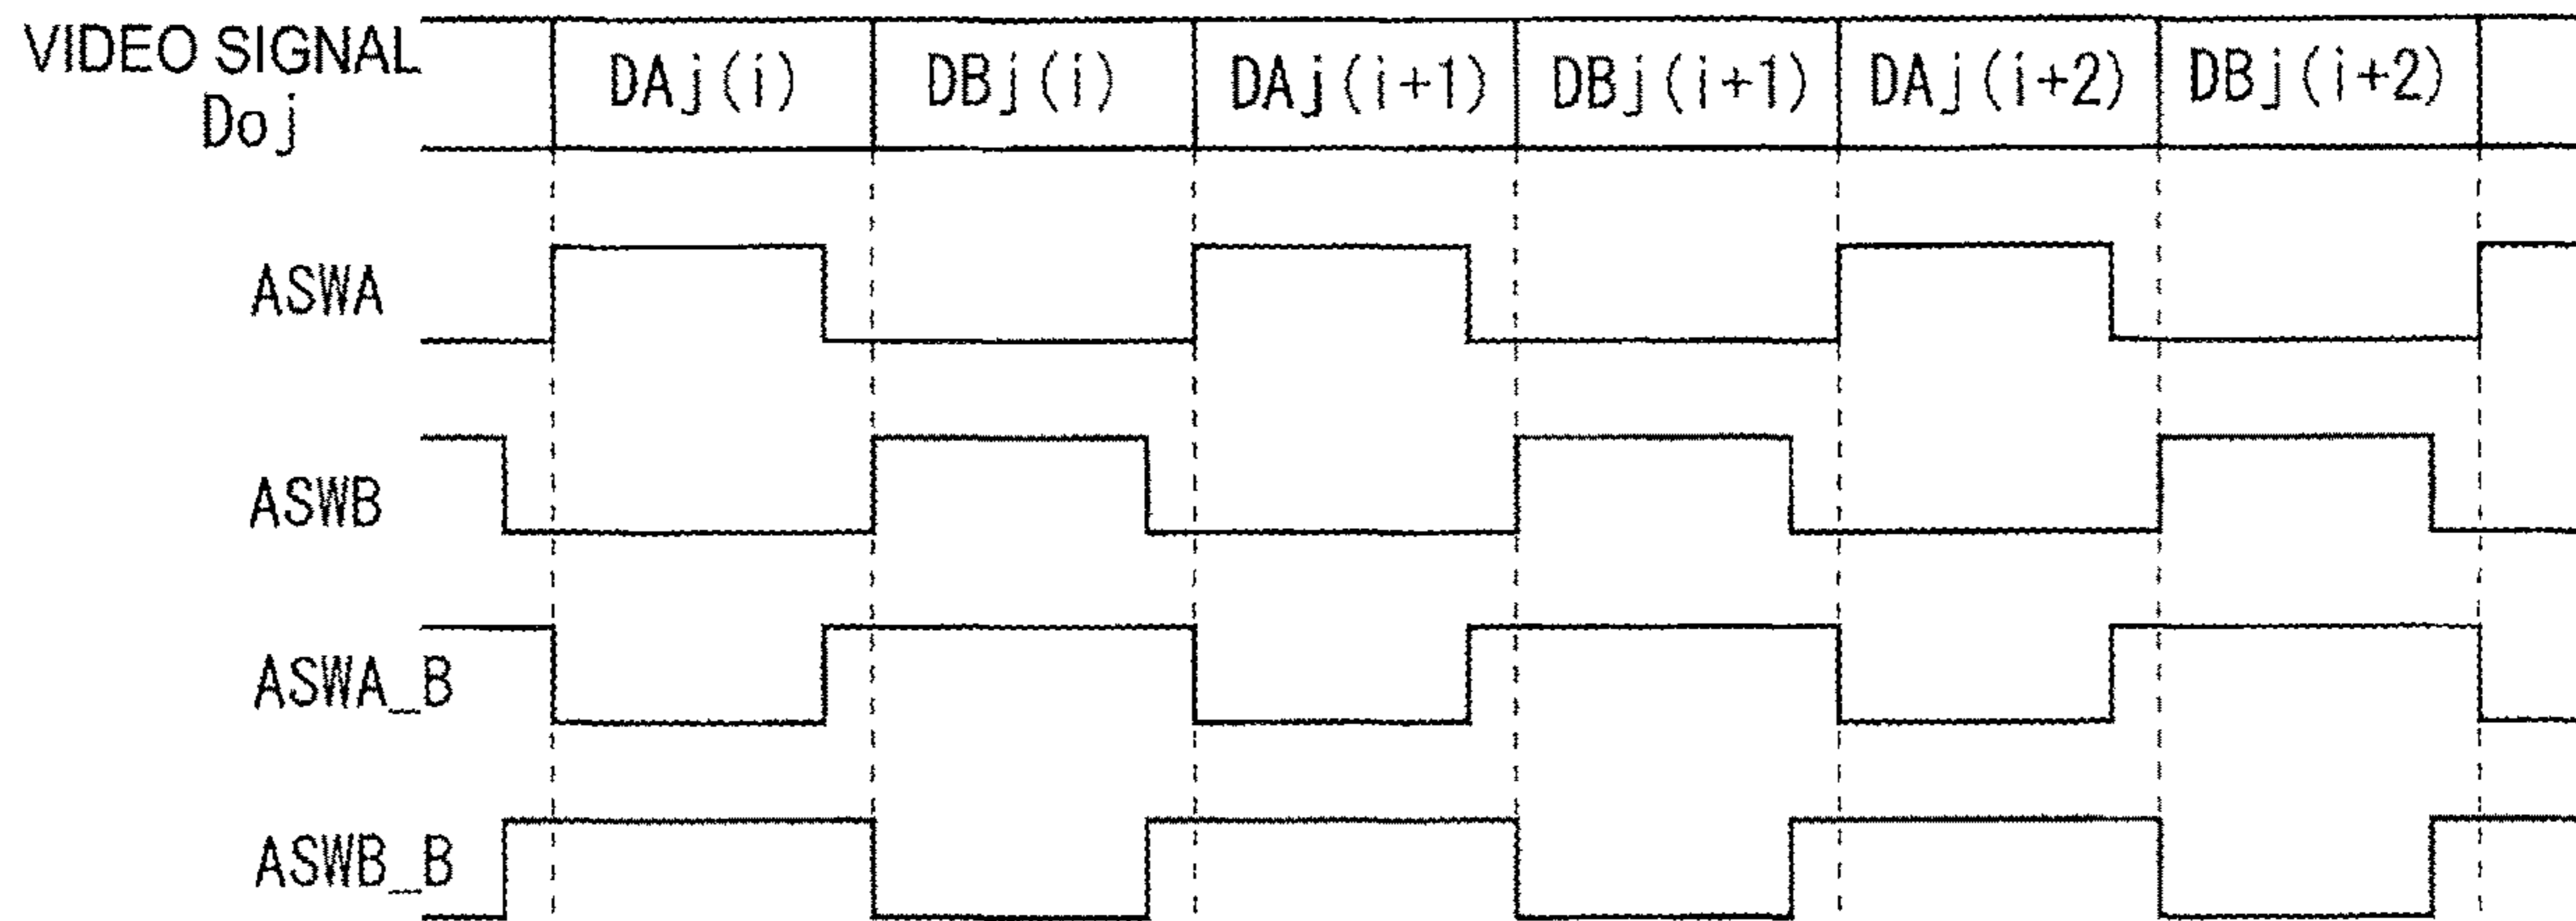 VIDEO SIGNAL
Doj
DAj(i) DBj(i) DAj(i+1) DBj(i+1) DAj(i+2) DBj(i+2)
ASWA
ASWB
ASWA_B
ASWB_B